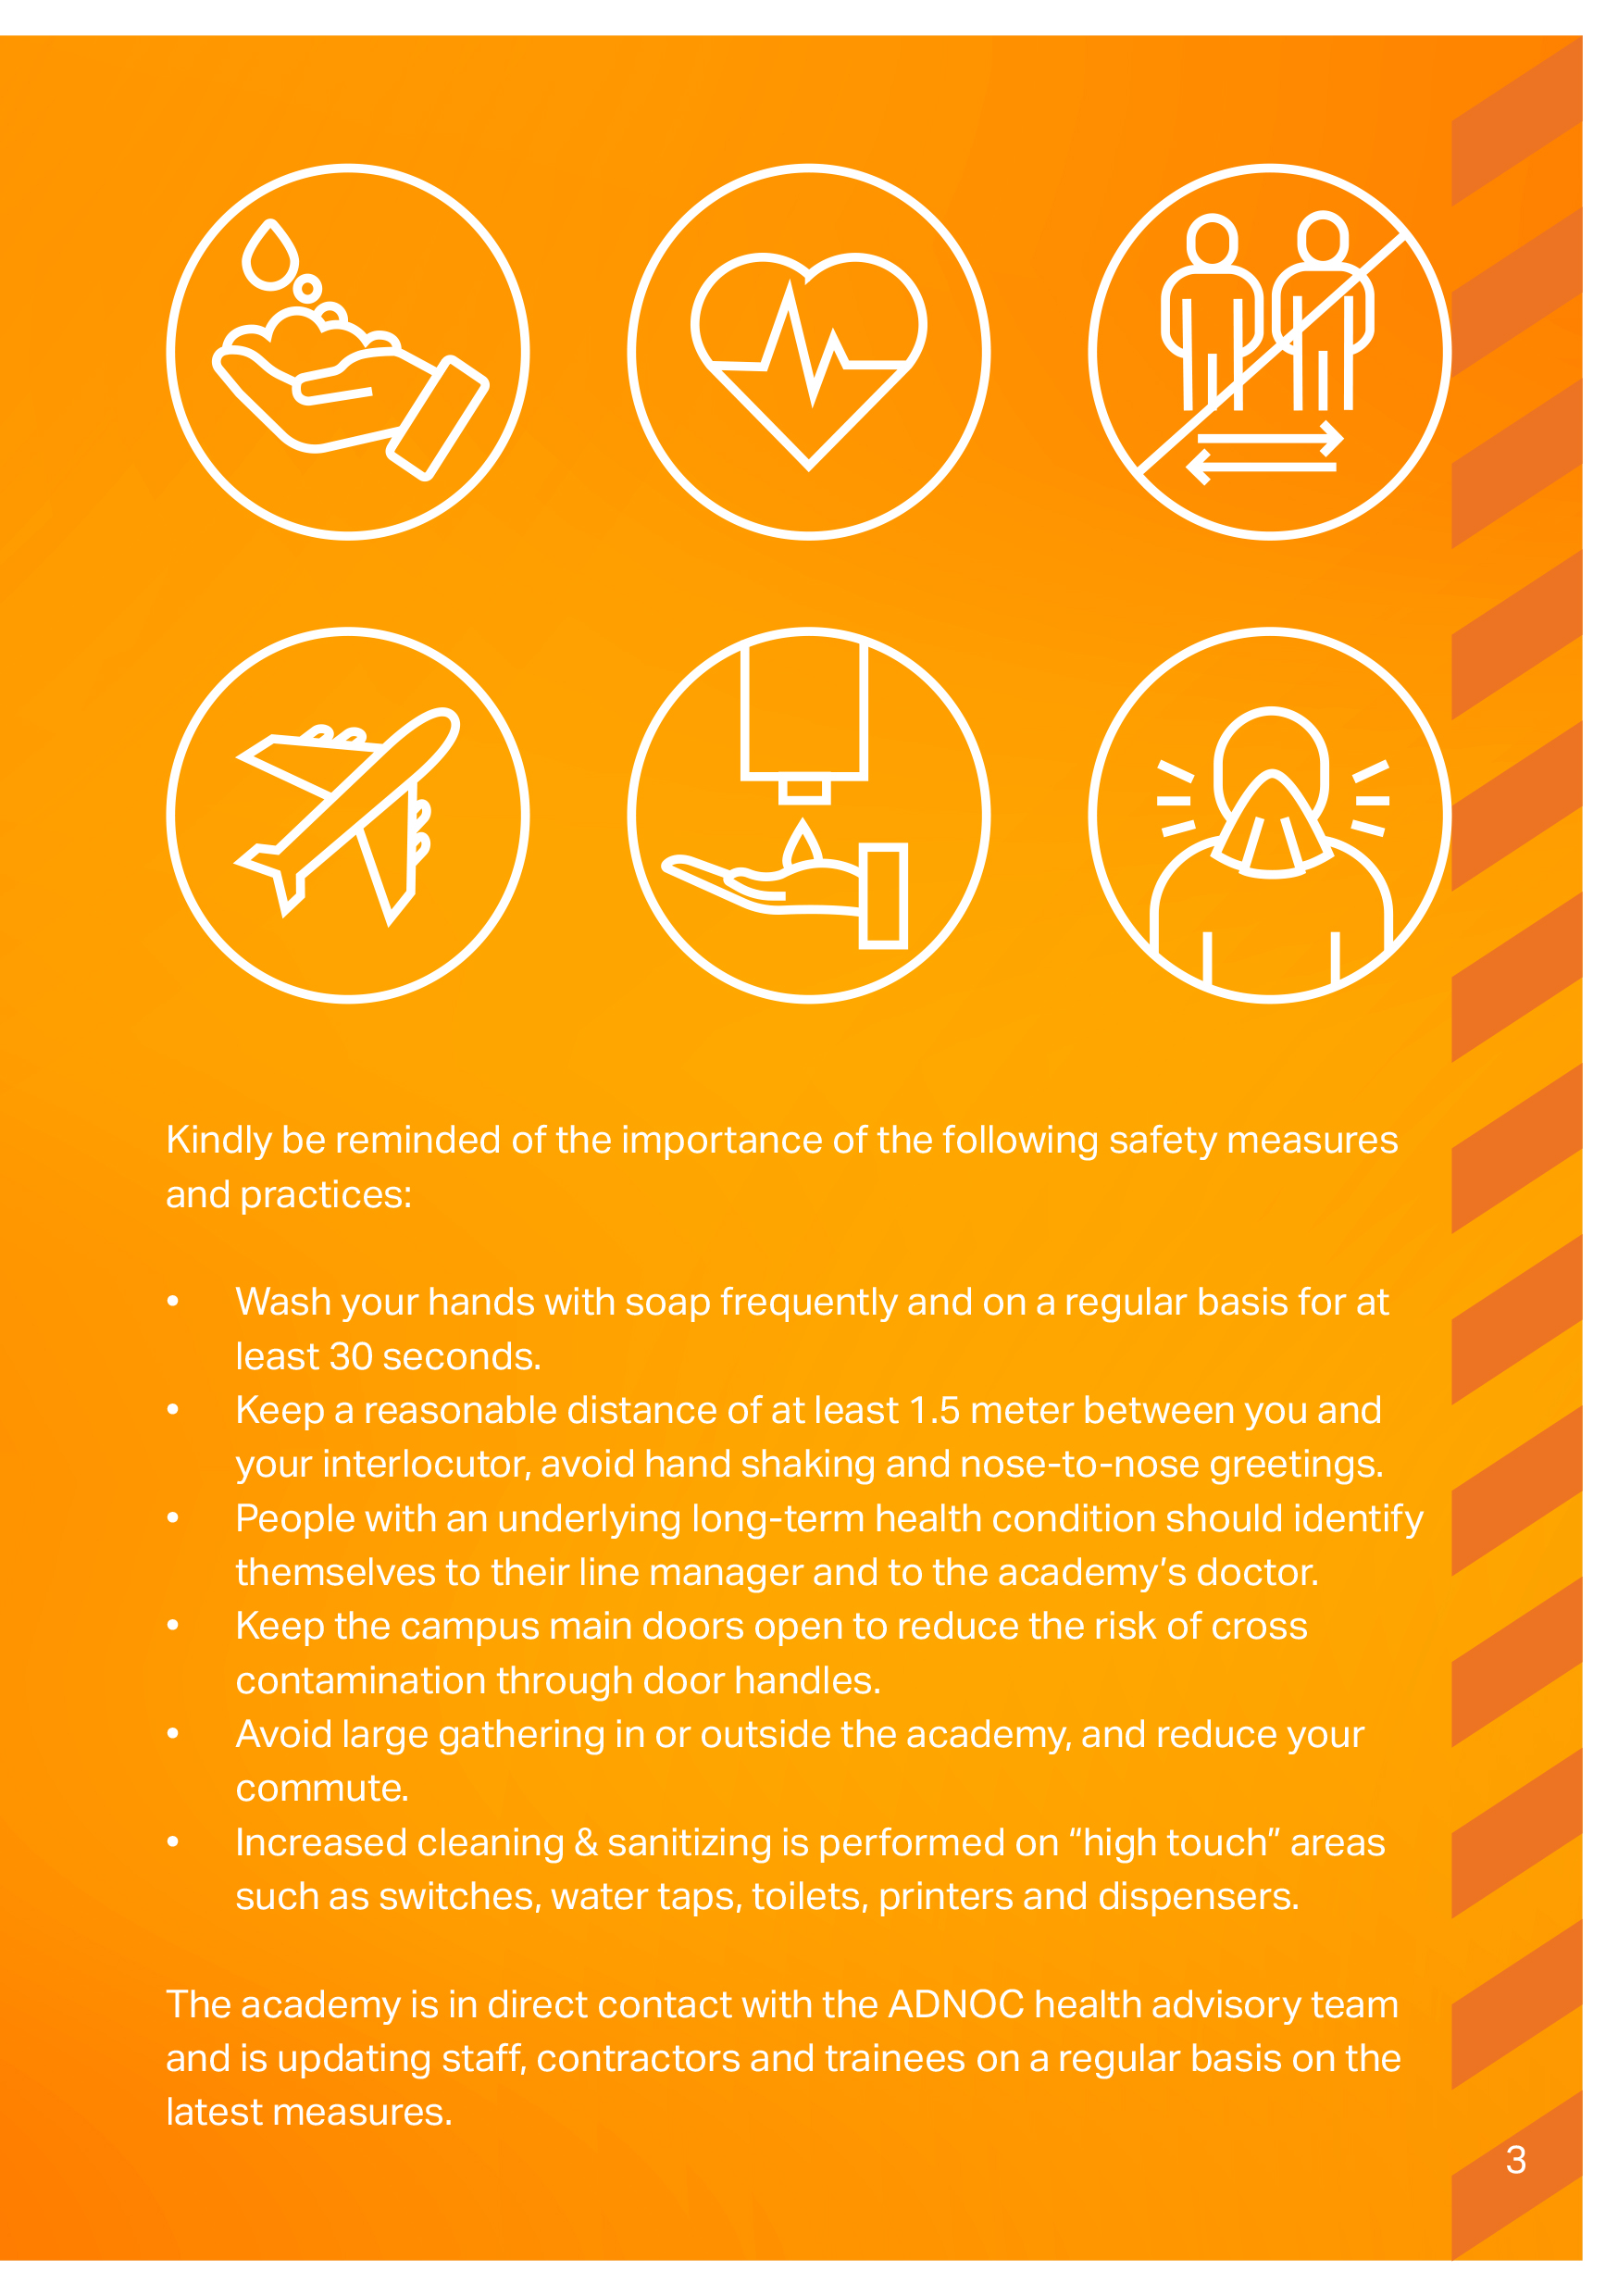 Kindly be reminded of the importance of the following safety measures
and practices:
• Wash your hands with soap frequently and on a regular basis for at
least 30 seconds.
• Keep a reasonable distance of at least 1.5 meter between you and
your interlocutor, avoid hand shaking and nose-to-nose greetings.
• People with an underlying long-term health condition should identify
themselves to their line manager and to the academy’s doctor.
• Keep the campus main doors open to reduce the risk of cross
contamination through door handles.
• Avoid large gathering in or outside the academy, and reduce your
commute.
• Increased cleaning & sanitizing is performed on “high touch” areas
such as switches, water taps, toilets, printers and dispensers.
The academy is in direct contact with the ADNOC health advisory team
and is updating staff, contractors and trainees on a regular basis on the
latest measures.
3